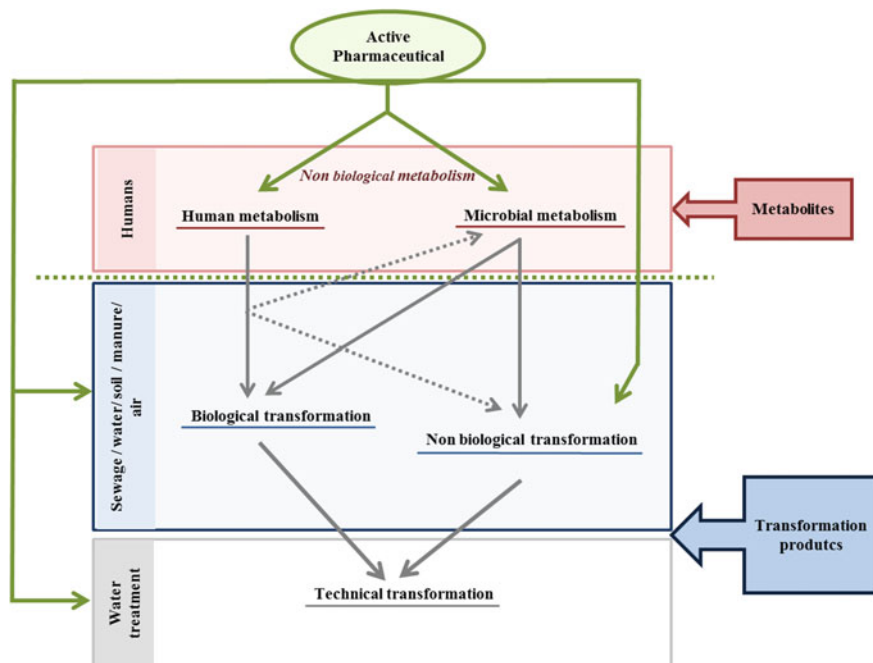 Active
Pharmaceutical
Non biological metabolism
Humans
Human metabolism
Microbial metabolism
Metabolites
Sewage / water/ soil / manure/
air
Biological transformation
Non biological transformation
Transformation
produtcs
Water
treatment
Technical transformation